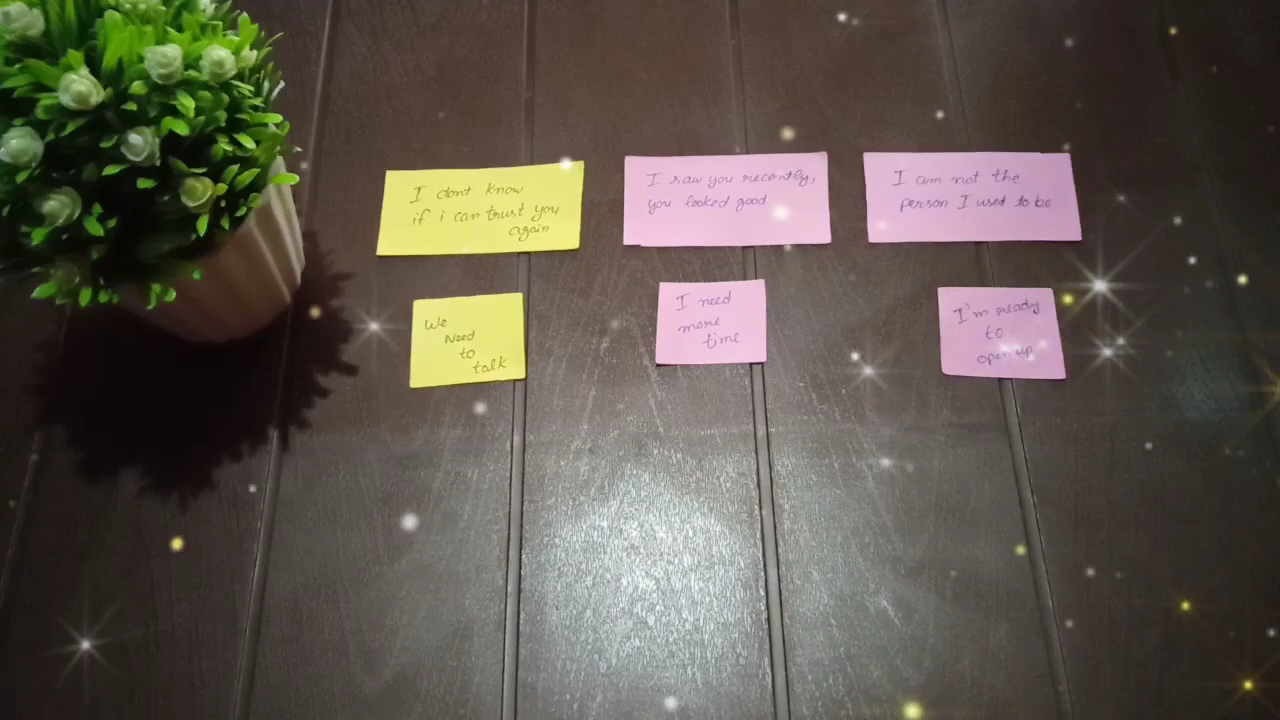 I dont know
if i can trust you
again
I saw you recently,
you looked good
I am not the
person I used to be
We
Need
to
talk
I need
more
time
I'm ready
to
open up